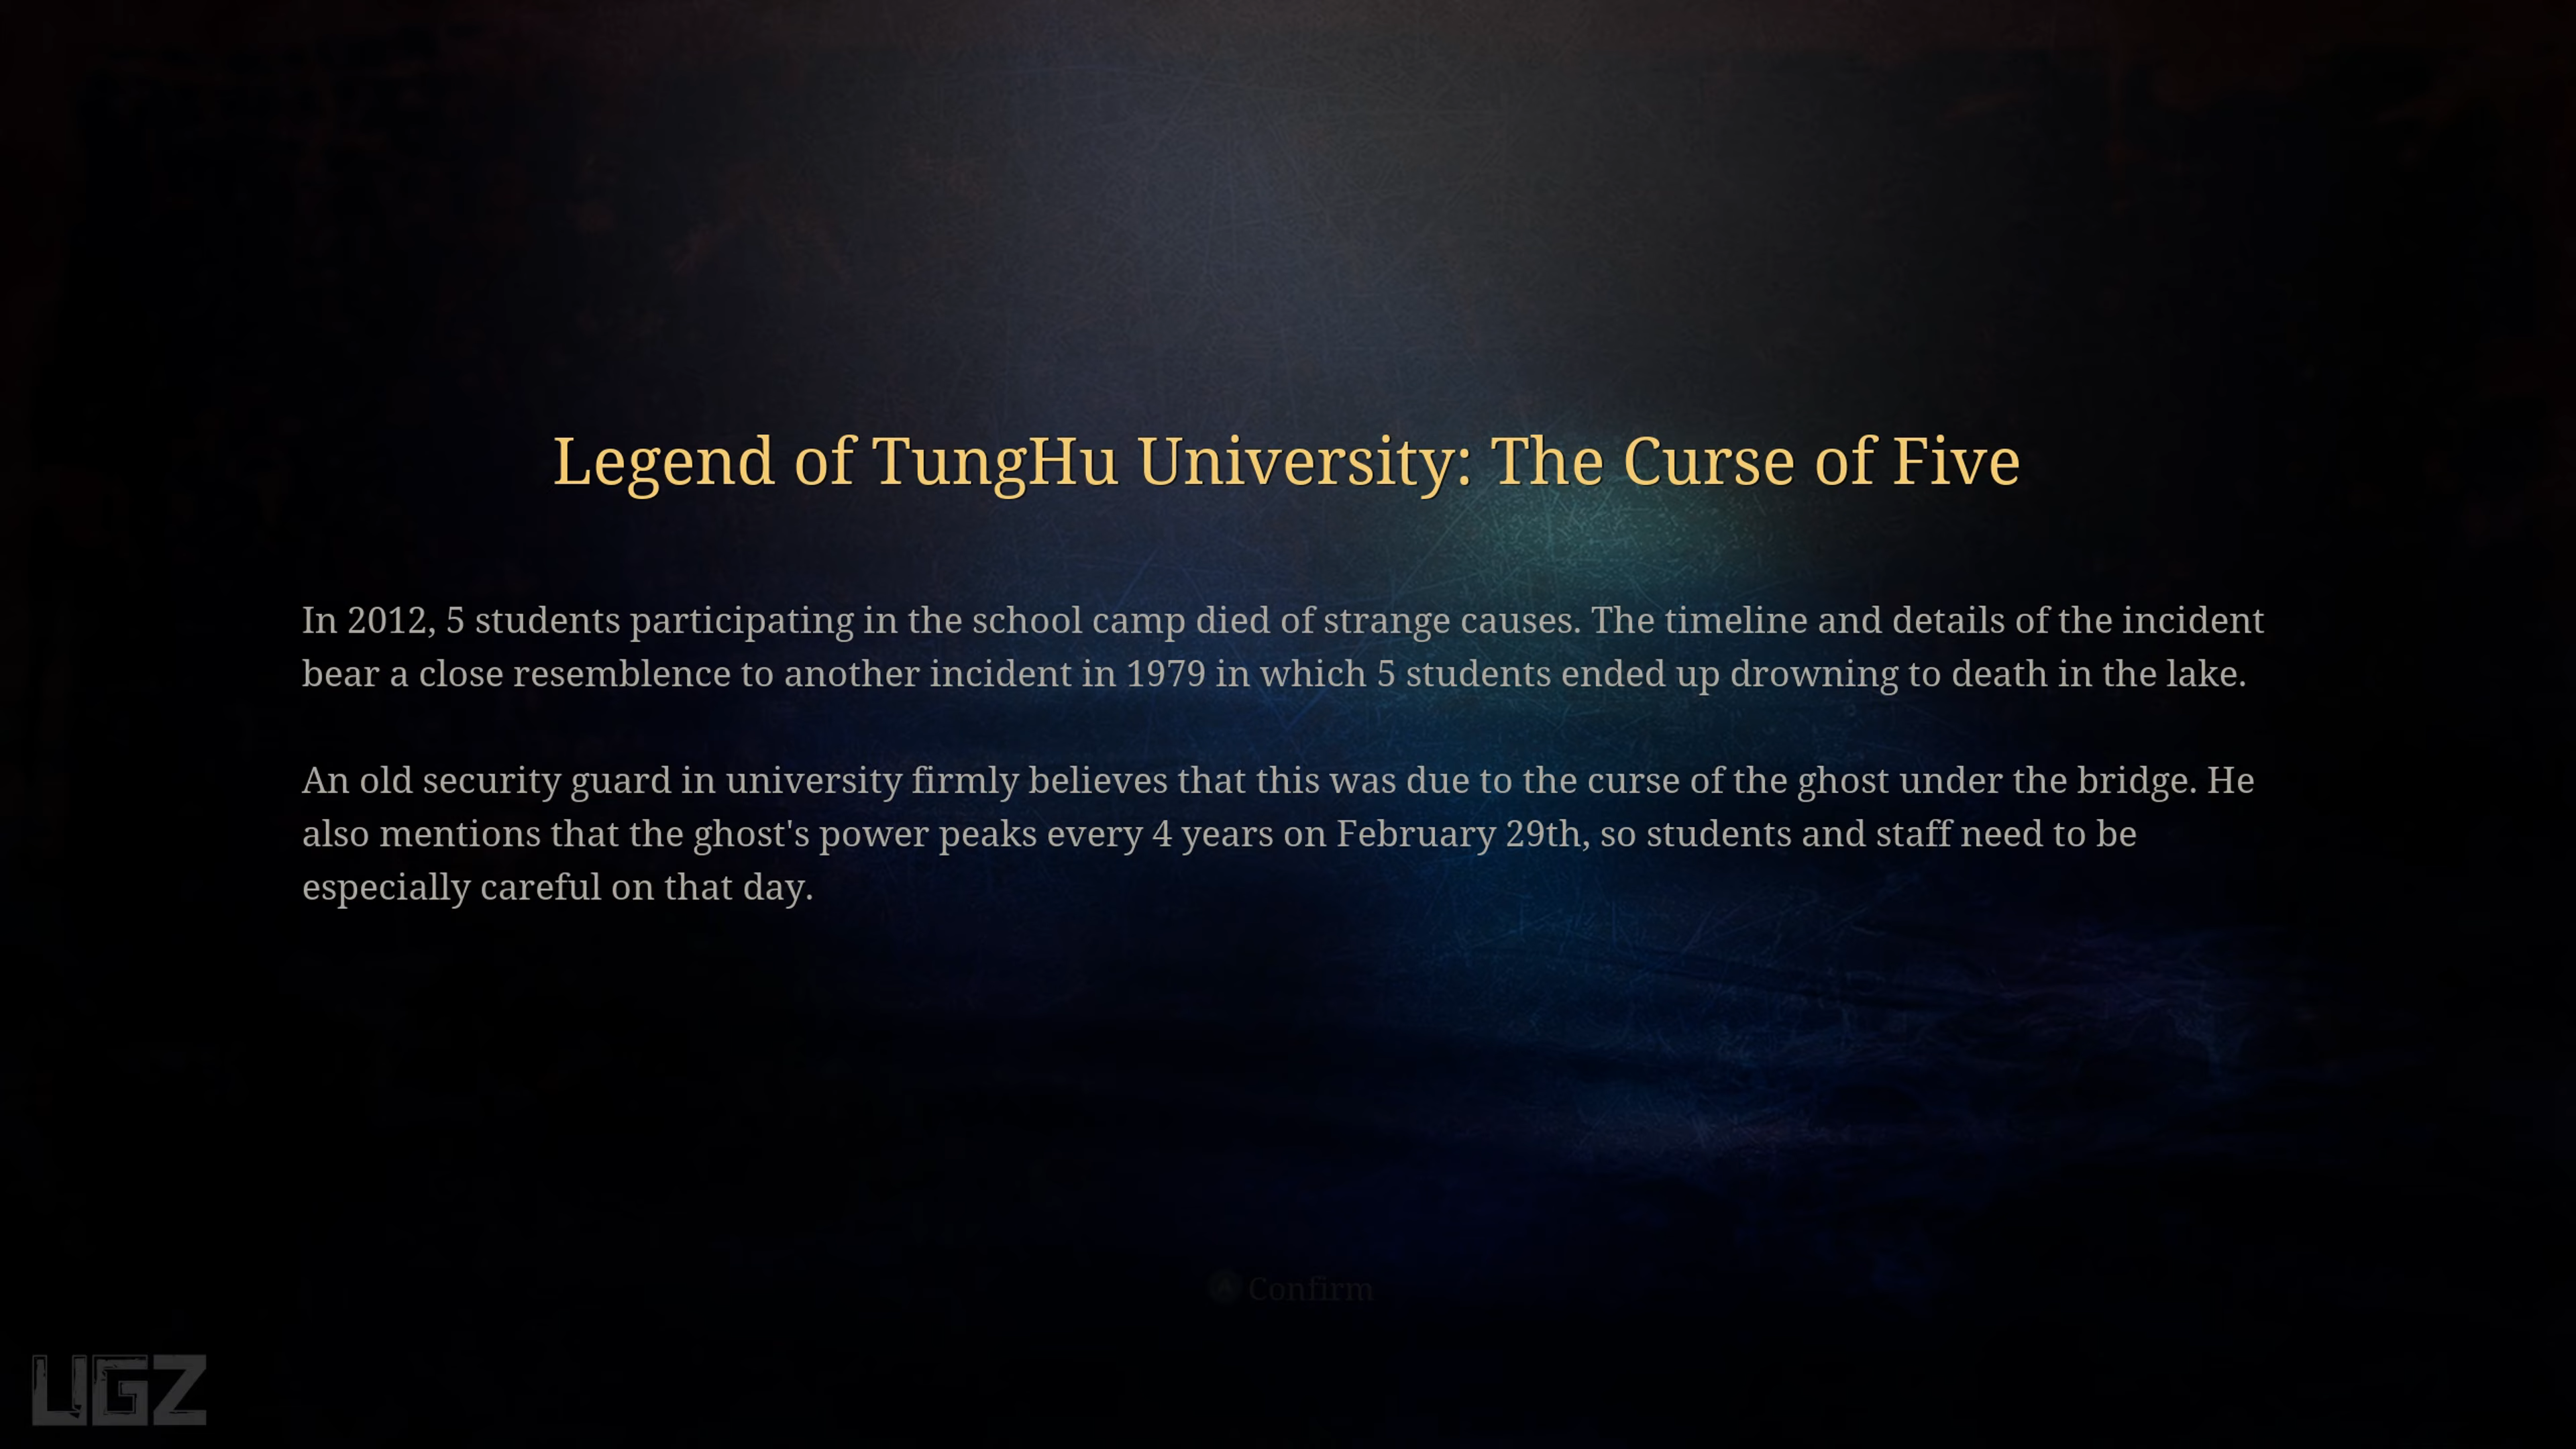 Legend of TungHu University: The Curse of Five
In 2012, 5 students participating in the school camp died of strange causes. The timeline and details of the incident
bear a close resemblence to another incident in 1979 in which 5 students ended up drowning to death in the lake.
An old security guard in university firmly believes that this was due to the curse of the ghost under the bridge. He
also mentions that the ghost's power peaks every 4 years on February 29th, so students and staff need to be
especially careful on that day.
A Confirm
UGZ